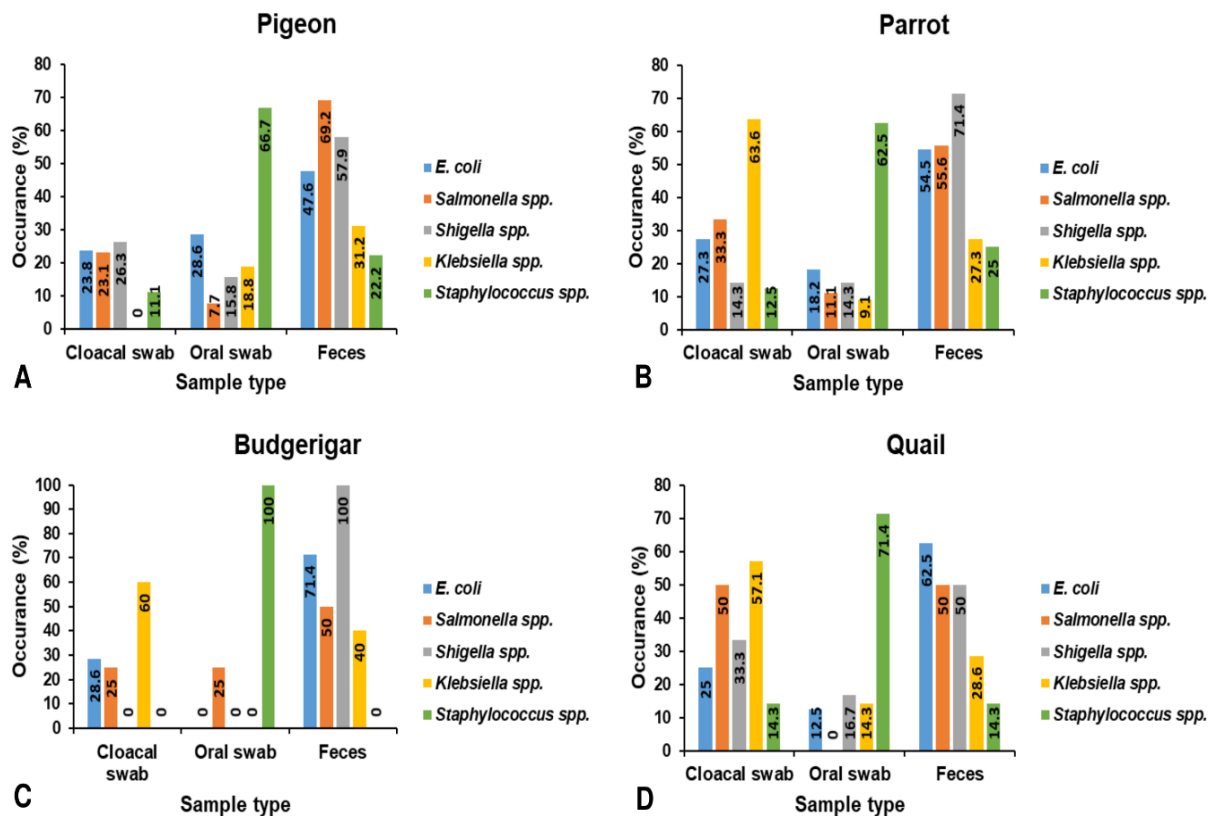 Pigeon
Occurance (%)
80
70
60
50
40
30
20
10
0
23.8
23.1
26.3
0
11.1
28.6
7.7
15.8
18.8
66.7
47.6
69.2
57.9
31.2
22.2
Cloacal swab
Oral swab
Feces
Sample type
E. coli
Salmonella spp.
Shigella spp.
Klebsiella spp.
Staphylococcus spp.
A
Parrot
Occurance (%)
80
70
60
50
40
30
20
10
0
27.3
33.3
14.3
63.6
12.5
18.2
11.1
14.3
9.1
62.5
54.5
55.6
71.4
27.3
25
Cloacal swab
Oral swab
Feces
Sample type
E. coli
Salmonella spp.
Shigella spp.
Klebsiella spp.
Staphylococcus spp.
B
Budgerigar
Occurance (%)
100
90
80
70
60
50
40
30
20
10
0
28.6
25
0
60
0
0
25
0
0
100
71.4
50
100
40
0
Cloacal
swab
Oral swab
Feces
Sample type
E. coli
Salmonella spp.
Shigella spp.
Klebsiella spp.
Staphylococcus spp.
C
Quail
Occurance (%)
80
70
60
50
40
30
20
10
0
25
50
33.3
57.1
14.3
12.5
0
16.7
14.3
71.4
62.5
50
50
28.6
14.3
Cloacal swab
Oral swab
Feces
Sample type
E. coli
Salmonella spp.
Shigella spp.
Klebsiella spp.
Staphylococcus spp.
D